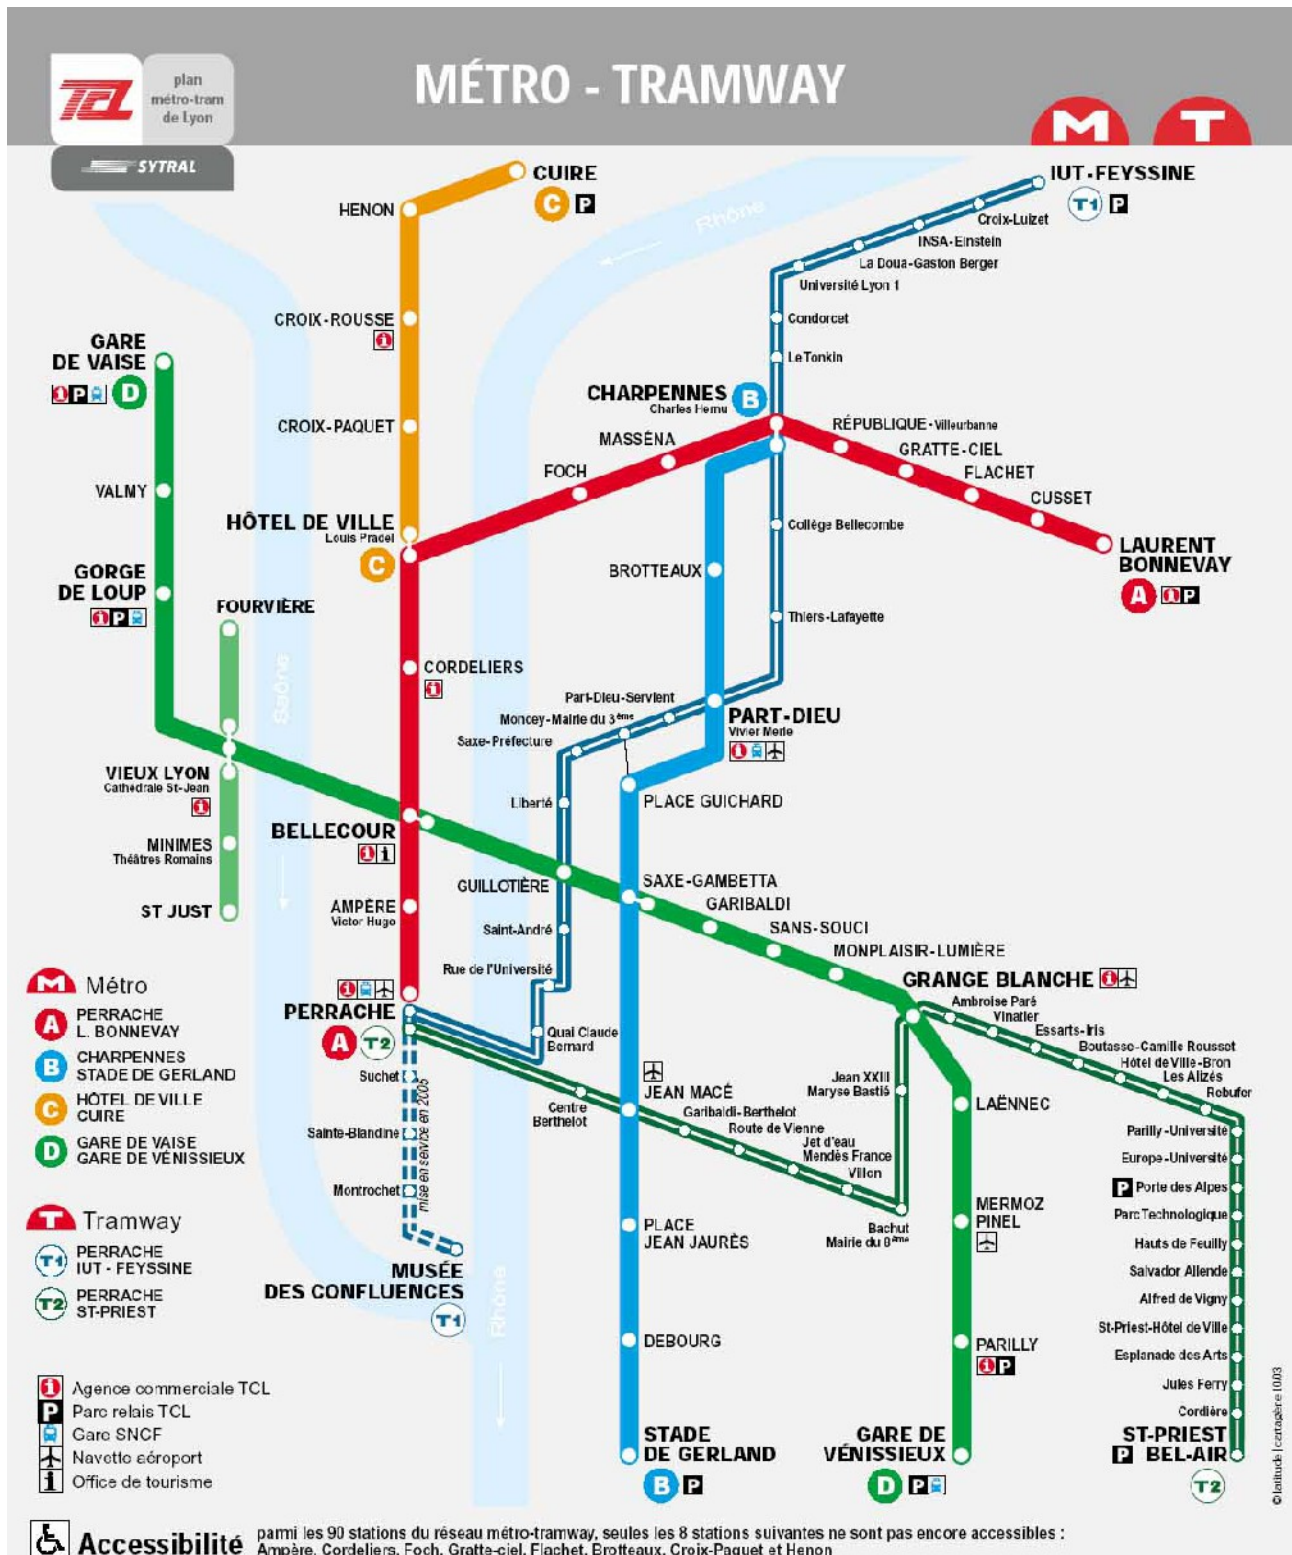 TCL
plan
métro-tram
de Lyon
SYTRAL
MÉTRO - TRAMWAY
M
T
CUIRE
C P
HENON
CROIX-ROUSSE
CROIX-PAQUET
HÔTEL DE VILLE
Louis Pradel
C
Rhône
IUT-FEYSSINE
T1 P
Croix-Luizet
INSA-Einstein
La Doua-Gaston Berger
Université Lyon 1
Condorcet
Le Tonkin
CHARPENNES
Charles Hernu
B
MASSÉNA
FOCH
RÉPUBLIQUE - Villeurbanne
GRATTE-CIEL
FLACHET
CUSSET
LAURENT
BONNEVAY
A i P
Collège Bellecombe
BROTTEAUX
Thiers-Lafayette
GARE
DE VAISE
i P D
VALMY
GORGE
DE LOUP
i P
FOURVIÈRE
Saône
CORDELIERS
Part-Dieu-Servient
Moncey-Mairie du 3ème
Saxe-Préfecture
PART-DIEU
Vivier Merle
VIEUX LYON
Cathédrale St-Jean
MINIMES
Théâtres Romains
ST JUST
Liberté
PLACE GUICHARD
BELLECOUR
i i
GUILLOTIÈRE
SAXE-GAMBETTA
GARIBALDI
SANS-SOUCI
MONPLAISIR-LUMIÈRE
GRANGE BLANCHE
AMPÈRE
Victor Hugo
Saint-André
Rue de l'Université
PERRACHE
A T2
Quai Claude
Bernard
Ambroise Paré
Vinatier
Essarts-Iris
Boutasse-Camille Rousset
Hôtel de Ville-Bron
Les Alizés
Rebufer
Suchet
Sainte-Blandine
Montrochet
mise en service en 2005
MUSÉE
DES CONFLUENCES
T1
Rhône
Centre
Berthelot
JEAN MACÉ
Garibaldi-Berthelot
Route de Vienne
Jet d'eau
Mendès France
Villon
Jean XXIII
Maryse Bastié
Bachut
Mairie du 8ème
LAËNNEC
MERMOZ
PINEL
PARILLY
i P
GARE DE
VÉNISSIEUX
D P
PLACE
JEAN JAURÈS
DEBOURG
STADE
DE GERLAND
B P
Parilly-Université
Europe-Université
P Porte des Alpes
Parc Technologique
Hauts de Feuilly
Salvador Allende
Alfred de Vigny
St-Priest-Hôtel de Ville
Esplanade des Arts
Jules Ferry
Cordière
ST-PRIEST
P BEL-AIR
T2
M Métro
A PERRACHE
L. BONNEVAY
B CHARPENNES
STADE DE GERLAND
C HÔTEL DE VILLE
CUIRE
D GARE DE VAISE
GARE DE VÉNISSIEUX
T Tramway
T1 PERRACHE
IUT - FEYSSINE
T2 PERRACHE
ST-PRIEST
i Agence commerciale TCL
P Parc relais TCL
Gare SNCF
Navette aéroport
i Office de tourisme
© latitude | cartagène 10.03
Accessibilité
parmi les 90 stations du réseau métro-tramway, seules les 8 stations suivantes ne sont pas encore accessibles :
Ampère, Cordeliers, Foch, Gratte-ciel, Flachet, Brotteaux, Croix-Paquet et Henon